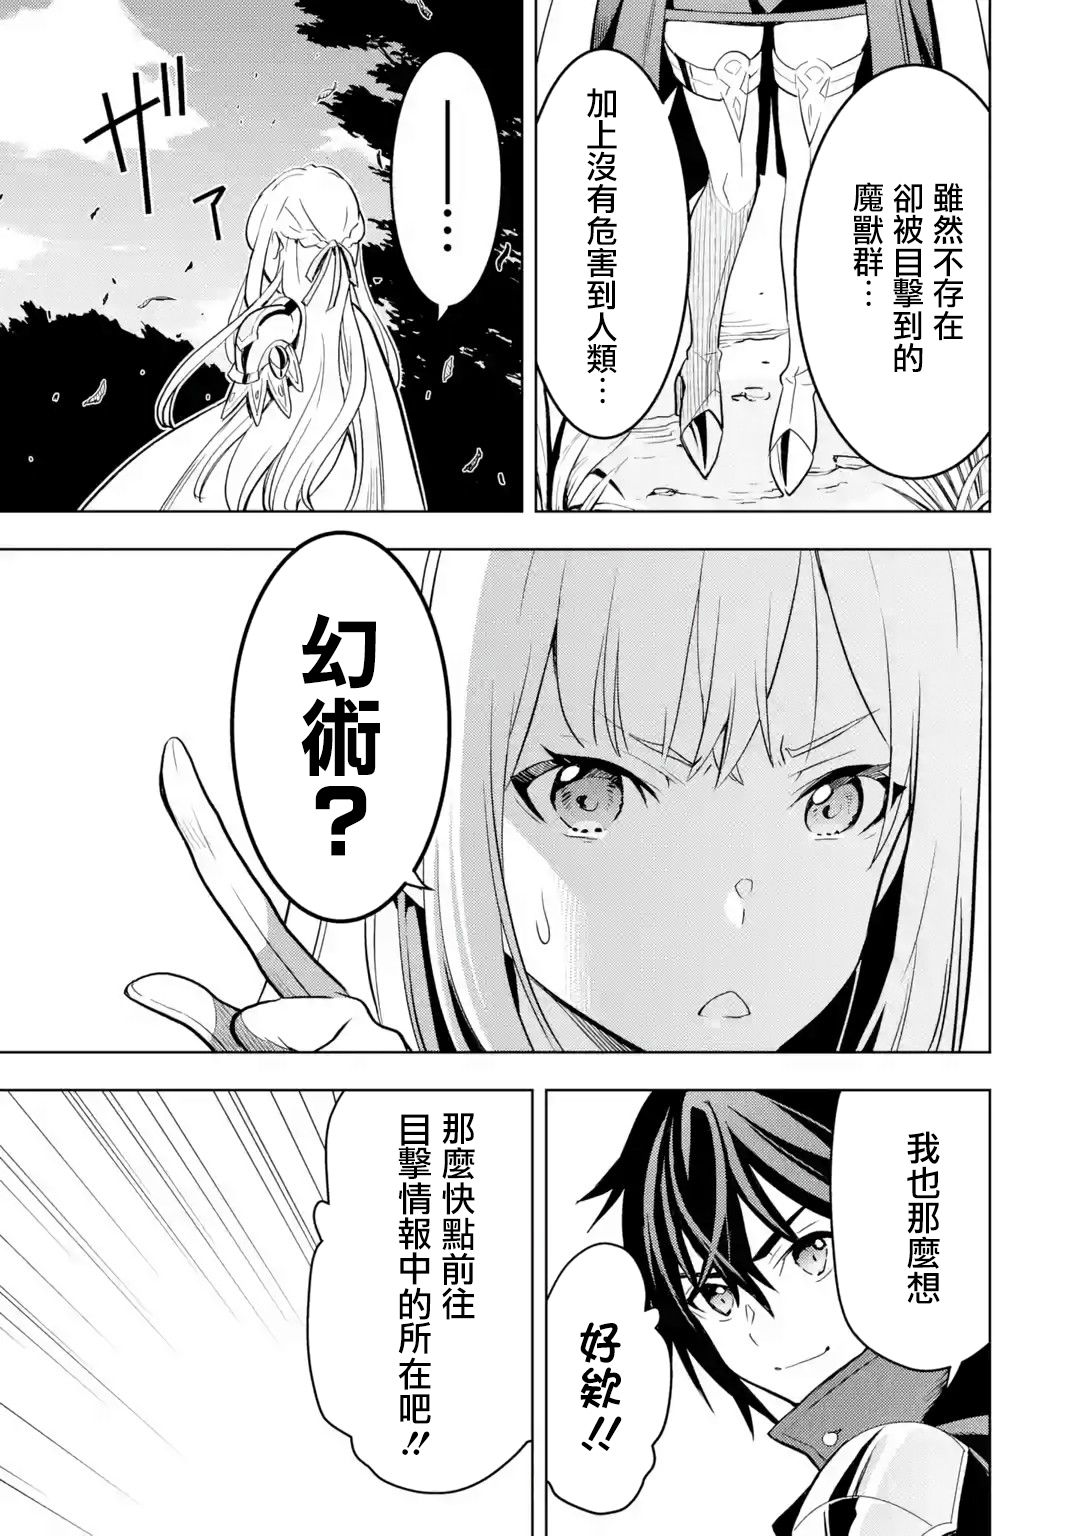 雖然不存在
卻被目擊到的
魔獸群…
加上沒有危害到人類…
——…
ザァ
幻術？
我也那麼想
好欸!!
那麼快點前往
目擊情報中的所在吧!!